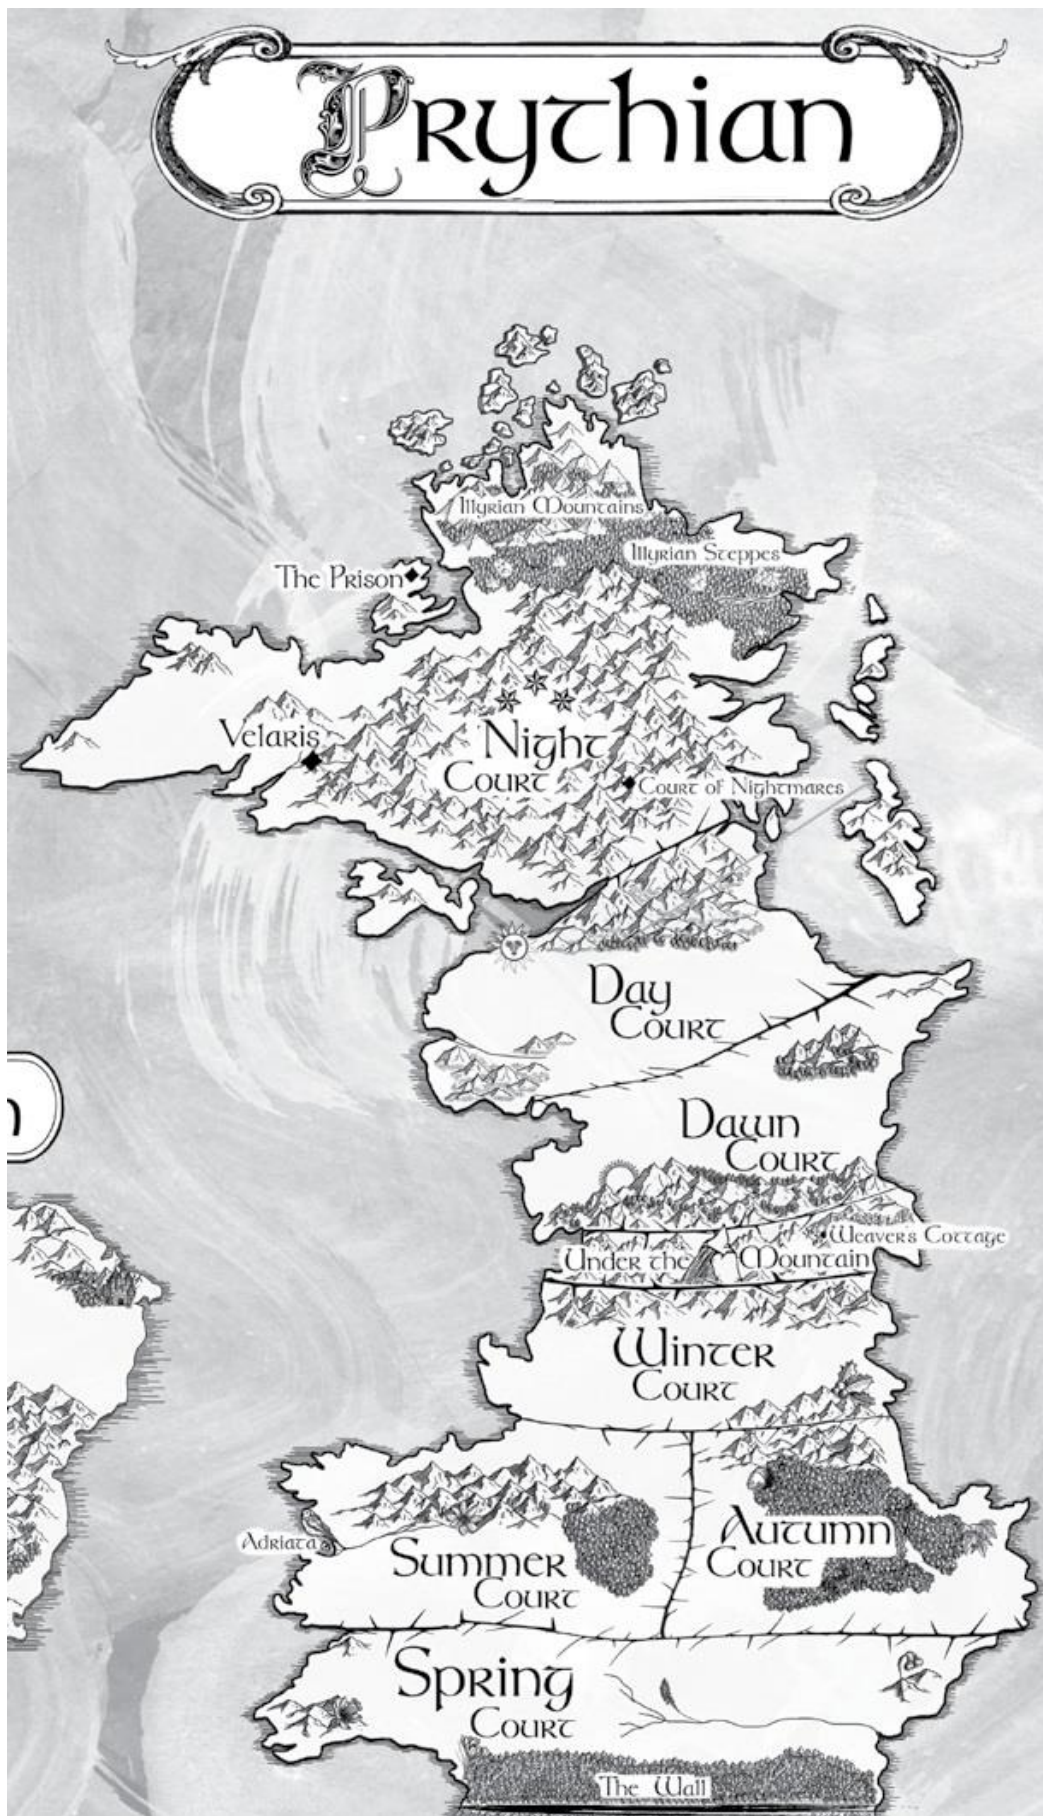 Prythian
Illyrian Mountains
Illyrian Steppes
The Prison
Velaris
Night
Court
Court of Nightmares
Day
Court
Dawn
Court
Weaver's Cottage
Under the Mountain
Winter
Court
Autumn
Court
Adriata
Summer
Court
Spring
Court
The Wall